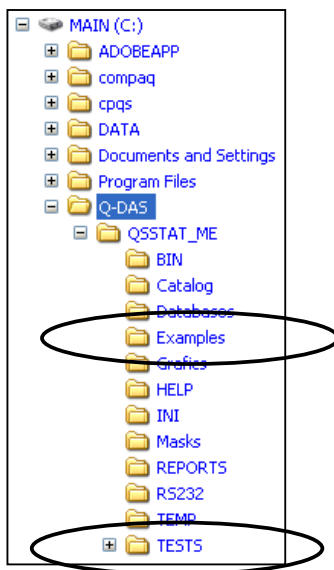 MAIN (C:)
ADOBEAPP
compaq
cpqs
DATA
Documents and Settings
Program Files
Q-DAS
QSSTAT_ME
BIN
Catalog
Databases
Examples
Grafics
HELP
INI
Masks
REPORTS
RS232
TEMP
TESTS